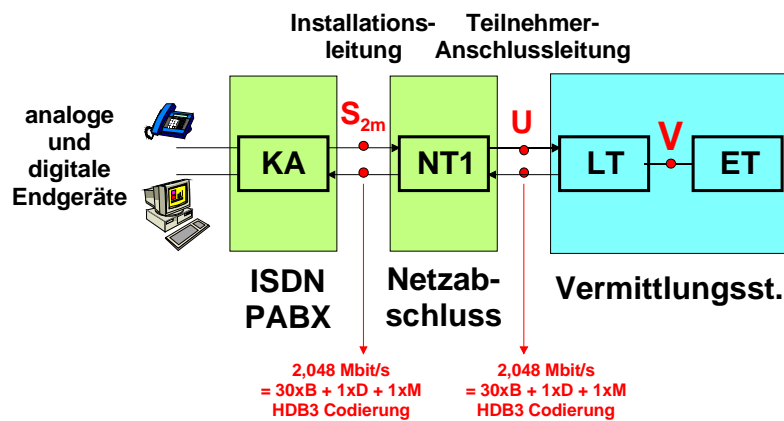 Installations-
leitung
Teilnehmer-
Anschlussleitung
analoge
und
digitale
Endgeräte
S2m
U
V
KA
NT1
LT
ET
ISDN
PABX
Netzab-
schluss
Vermittlungsst.
2,048 Mbit/s
= 30xB + 1xD + 1xM
HDB3 Codierung
2,048 Mbit/s
= 30xB + 1xD + 1xM
HDB3 Codierung